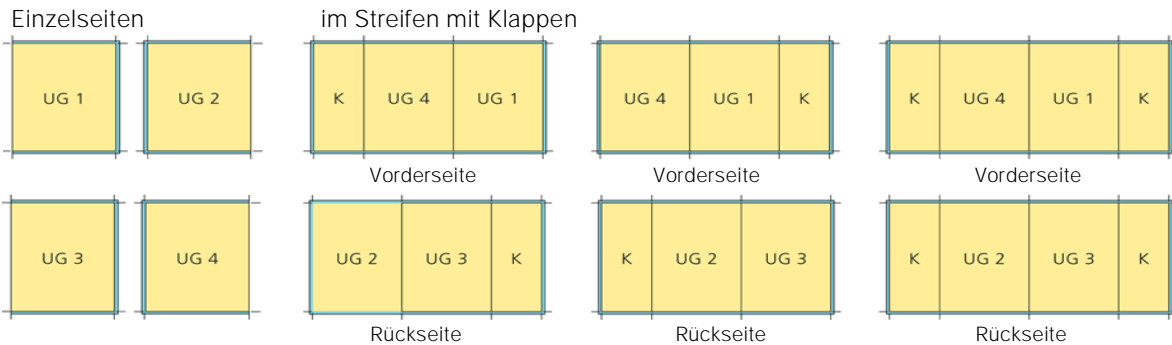 Einzelseiten im Streifen mit Klappen
UG 1 UG 2 K UG 4 UG 1 UG 4 UG 1 K K UG 4 UG 1 K
Vorderseite Vorderseite Vorderseite
UG 3 UG 4 UG 2 UG 3 K K UG 2 UG 3 K UG 2 UG 3 K
Rückseite Rückseite Rückseite